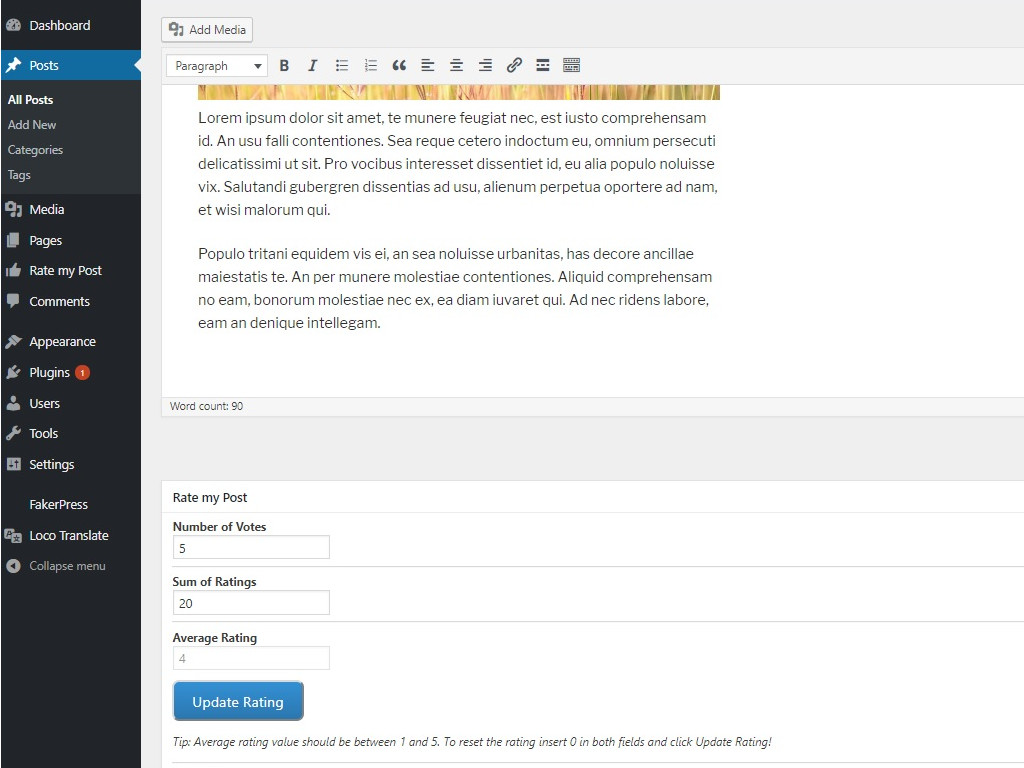 Dashboard
Posts
All Posts
Add New
Categories
Tags
Media
Pages
Rate my Post
Comments
Appearance
Plugins 1
Users
Tools
Settings
FakerPress
Loco Translate
Collapse menu
Add Media
Paragraph B I
Lorem ipsum dolor sit amet, te munere feugiat nec, est iusto comprehensam
id. An usu falli contentiones. Sea reque cetero indoctum eu, omnium persecuti
delicatissimi ut sit. Pro vocibus interesset dissentiet id, eu alia populo noluisse
vix. Salutandi gubergren dissentias ad usu, alienum perpetua oportere ad nam,
et wisi malorum qui.
Populo tritani equidem vis ei, an sea noluisse urbanitas, has decore ancillae
maiestatis te. An per munere molestiae contentiones. Aliquid comprehensam
no eam, bonorum molestiae nec ex, ea diam iuvaret qui. Ad nec ridens labore,
eam an denique intellegam.
Word count: 90
Rate my Post
Number of Votes
5
Sum of Ratings
20
Average Rating
4
Update Rating
Tip: Average rating value should be between 1 and 5. To reset the rating insert 0 in both fields and click Update Rating!